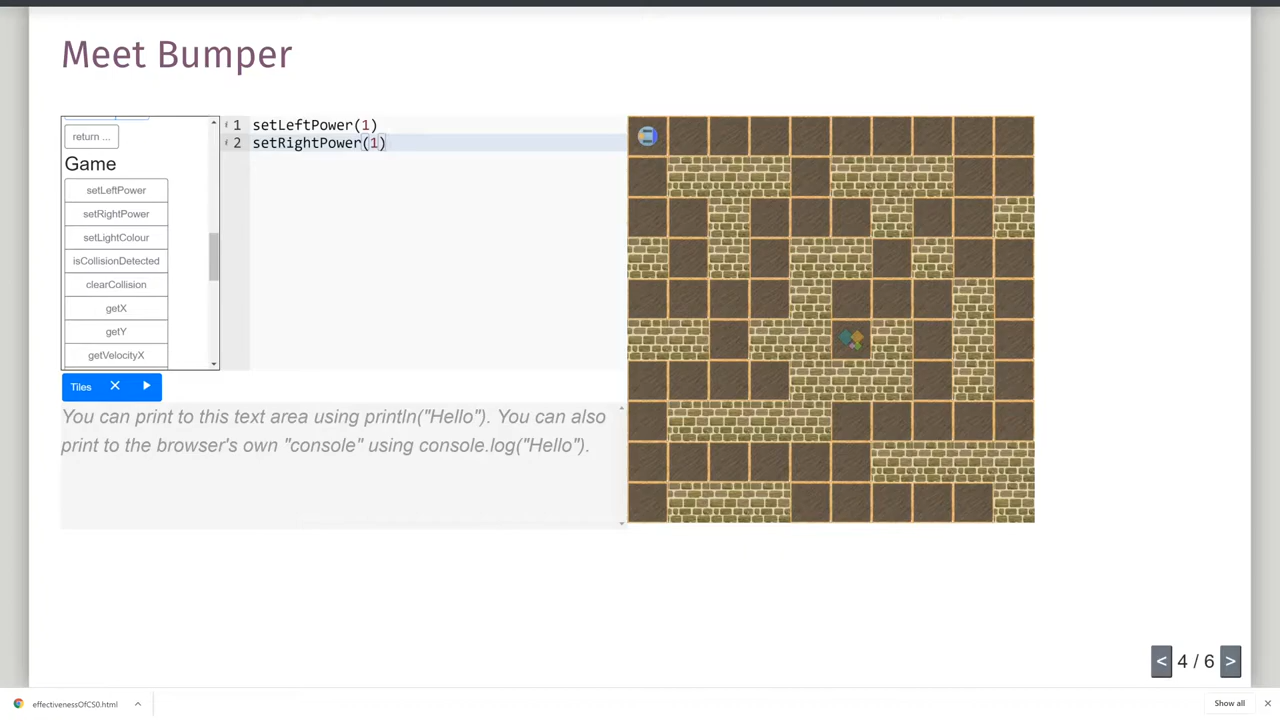 Meet Bumper
return ...
Game
setLeftPower
setRightPower
setLightColour
isCollisionDetected
clearCollision
getX
getY
getVelocityX
i 1 setLeftPower(1)
i 2 setRightPower(1)
Tiles
You can print to this text area using println("Hello"). You can also
print to the browser's own "console" using console.log("Hello").
< 4 / 6 >
effectivenessOfCS0.html
Show all